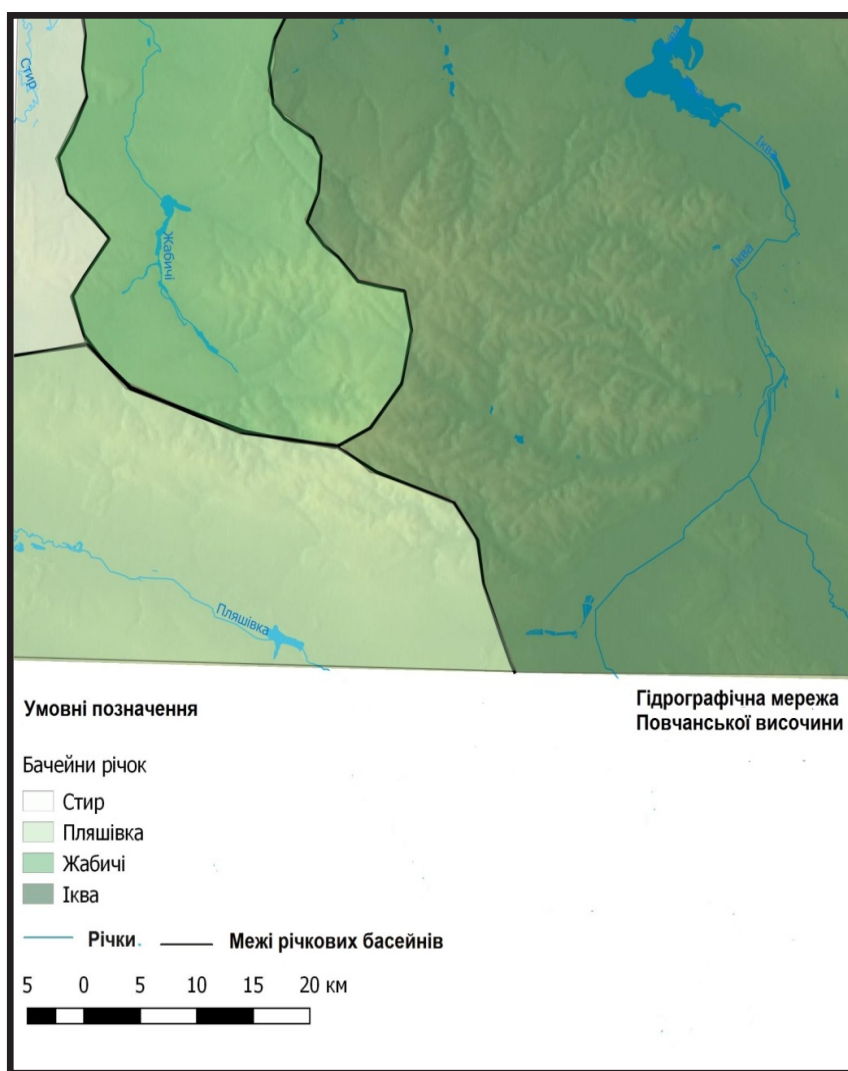 Стир
Жабичі
Іква
Іква
Пляшівка
Умовні позначення
Гідрографічна мережа
Повчанської височини
Бачейни річок
Стир
Пляшівка
Жабичі
Іква
Річки.
Межі річкових басейнів
5 0 5 10 15 20 км